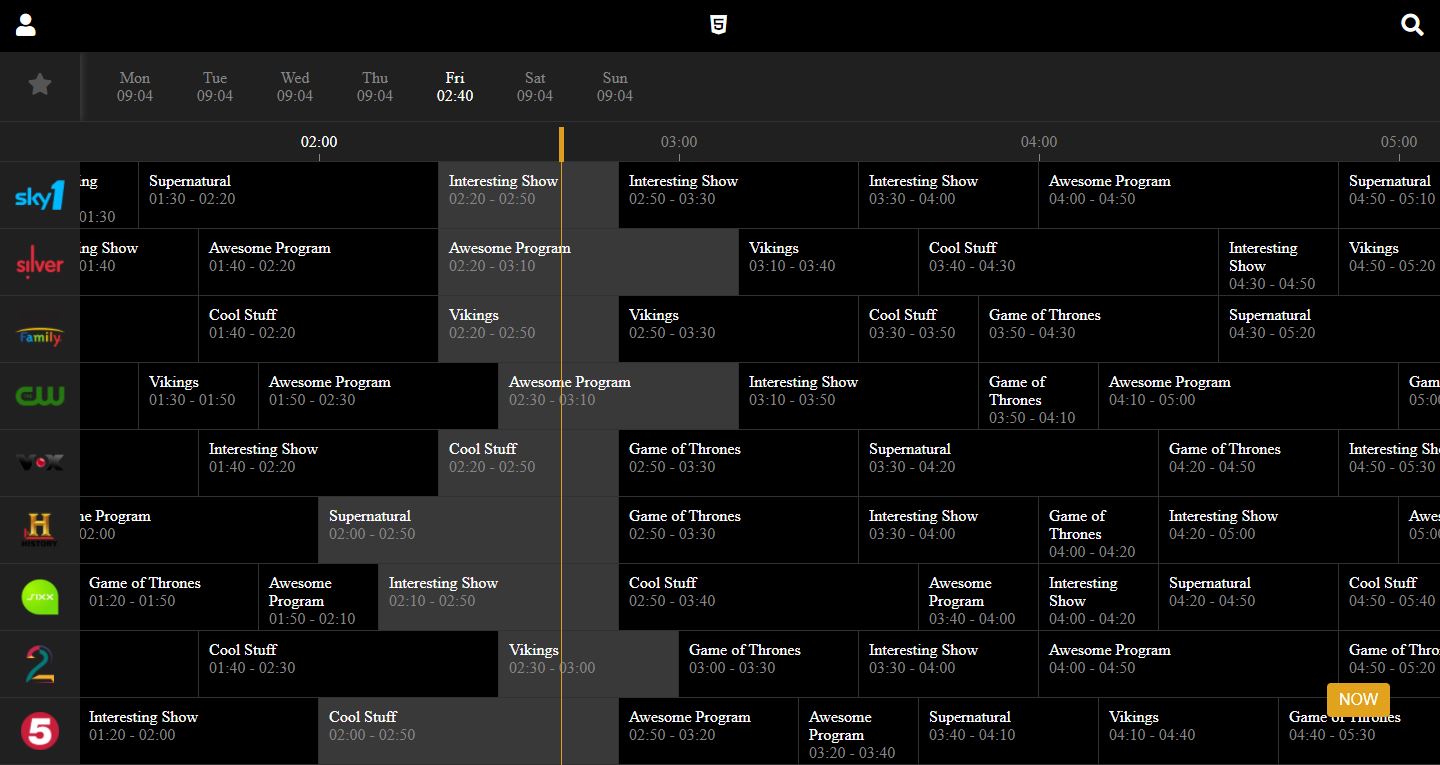 5
Mon Tue Wed Thu Fri Sat Sun
09:04 09:04 09:04 09:04 02:40 09:04 09:04
02:00 03:00 04:00 05:00
sky1
ing Supernatural Interesting Show Interesting Show Interesting Show Awesome Program Supernatural
01:30 - 02:20 02:20 - 02:50 02:50 - 03:30 03:30 - 04:00 04:00 - 04:50 04:50 - 05:10
01:30
silver
ng Show Awesome Program Awesome Program Vikings Cool Stuff Interesting Vikings
01:40 01:40 - 02:20 02:20 - 03:10 03:10 - 03:40 03:40 - 04:30 Show 04:50 - 05:20
04:30 - 04:50
Family
Cool Stuff Vikings Vikings Cool Stuff Game of Thrones Supernatural
01:40 - 02:20 02:20 - 02:50 02:50 - 03:30 03:30 - 03:50 03:50 - 04:30 04:30 - 05:20
CW
Vikings Awesome Program Awesome Program Interesting Show Game of Awesome Program Gam
01:30 - 01:50 01:50 - 02:30 02:30 - 03:10 03:10 - 03:50 Thrones 04:10 - 05:00 05:00
03:50 - 04:10
VOX
Interesting Show Cool Stuff Game of Thrones Supernatural Game of Thrones Interesting Sh
01:40 - 02:20 02:20 - 02:50 02:50 - 03:30 03:30 - 04:20 04:20 - 04:50 04:50 - 05:30
H
HISTORY
ne Program Supernatural Game of Thrones Interesting Show Game of Interesting Show Awes
02:00 02:00 - 02:50 02:50 - 03:30 03:30 - 04:00 Thrones 04:20 - 05:00 05:00
04:00 - 04:20
sixx
Game of Thrones Awesome Interesting Show Cool Stuff Awesome Interesting Supernatural Cool Stuff
01:20 - 01:50 Program 02:10 - 02:50 02:50 - 03:40 Program Show 04:20 - 04:50 04:50 - 05:40
01:50 - 02:10 03:40 - 04:00 04:00 - 04:20
2
Cool Stuff Vikings Game of Thrones Interesting Show Awesome Program Game of Thro
01:40 - 02:30 02:30 - 03:00 03:00 - 03:30 03:30 - 04:00 04:00 - 04:50 04:50 - 05:20
NOW
5
Interesting Show Cool Stuff Awesome Program Awesome Supernatural Vikings Game of Thrones
01:20 - 02:00 02:00 - 02:50 02:50 - 03:20 Program 03:40 - 04:10 04:10 - 04:40 04:40 - 05:30
03:20 - 03:40